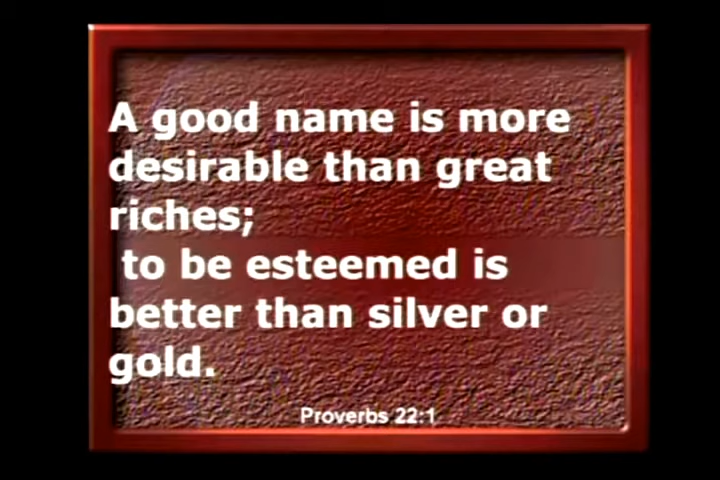 A good name is more
desirable than great
riches;
to be esteemed is
better than silver or
gold.
Proverbs 22:1